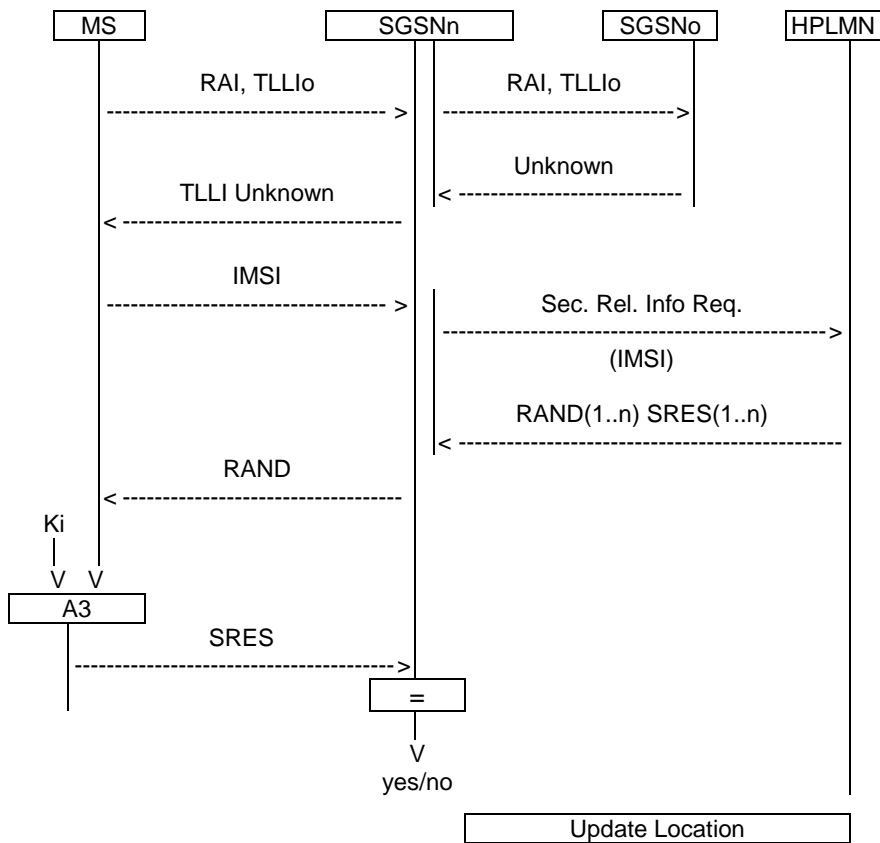 MS SGSNn SGSNo HPLMN
RAI, TLLIo RAI, TLLIo
------------------------------------ > ---------------------------------->
Unknown
< --------------------------------
TLLI Unknown
< ------------------------------------
IMSI
------------------------------------ > Sec. Rel. Info Req.
------------------------------------------------------->
(IMSI)
RAND(1..n) SRES(1..n)
< ------------------------------------------------------
RAND
< ------------------------------------
Ki
V V
A3
SRES
----------------------------------------- >
=
V
yes/no
Update Location